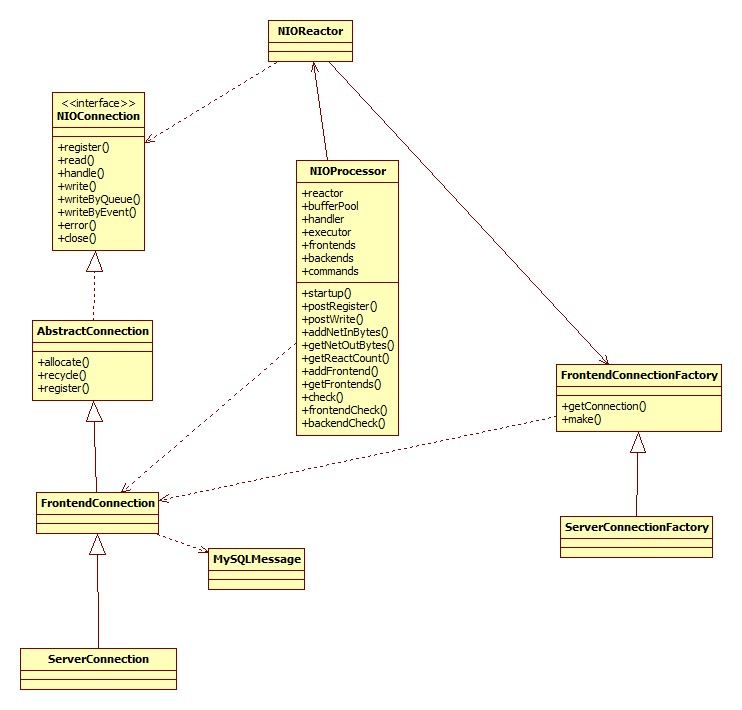 NIOReactor
<<interface>>
NIOConnection
+register()
+read()
+handle()
+write()
+writeByQueue()
+writeByEvent()
+error()
+close()
NIOProcessor
+reactor
+bufferPool
+handler
+executor
+frontends
+backends
+commands
+startup()
+postRegister()
+postWrite()
+addNetInBytes()
+getNetOutBytes()
+getReactCount()
+addFrontend()
+getFrontends()
+check()
+frontendCheck()
+backendCheck()
AbstractConnection
+allocate()
+recycle()
+register()
FrontendConnectionFactory
+getConnection()
+make()
FrontendConnection
ServerConnectionFactory
MySQLMessage
ServerConnection